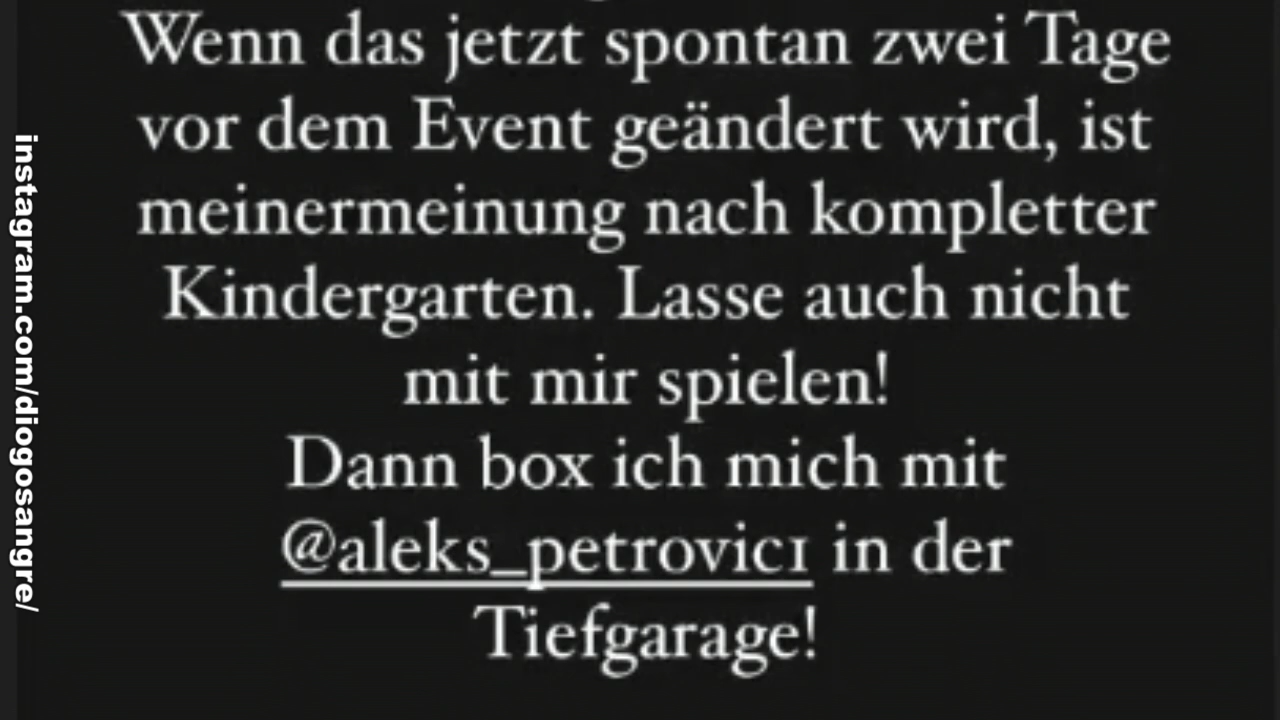 Wenn das jetzt spontan zwei Tage
vor dem Event geändert wird, ist
meinermeinung nach kompletter
Kindergarten. Lasse auch nicht
mit mir spielen!
Dann box ich mich mit
@aleks_petrovic1 in der
Tiefgarage!
instagram.com/diogosangre/